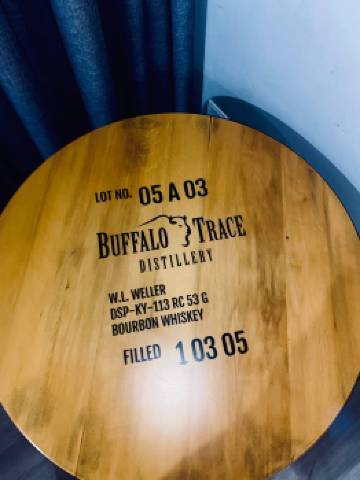 LOT NO. 05 A 03
BUFFALO TRACE
DISTILLERY
W.L. WELLER
DSP-KY-113 RC 53 G
BOURBON WHISKEY
FILLED 1 03 05